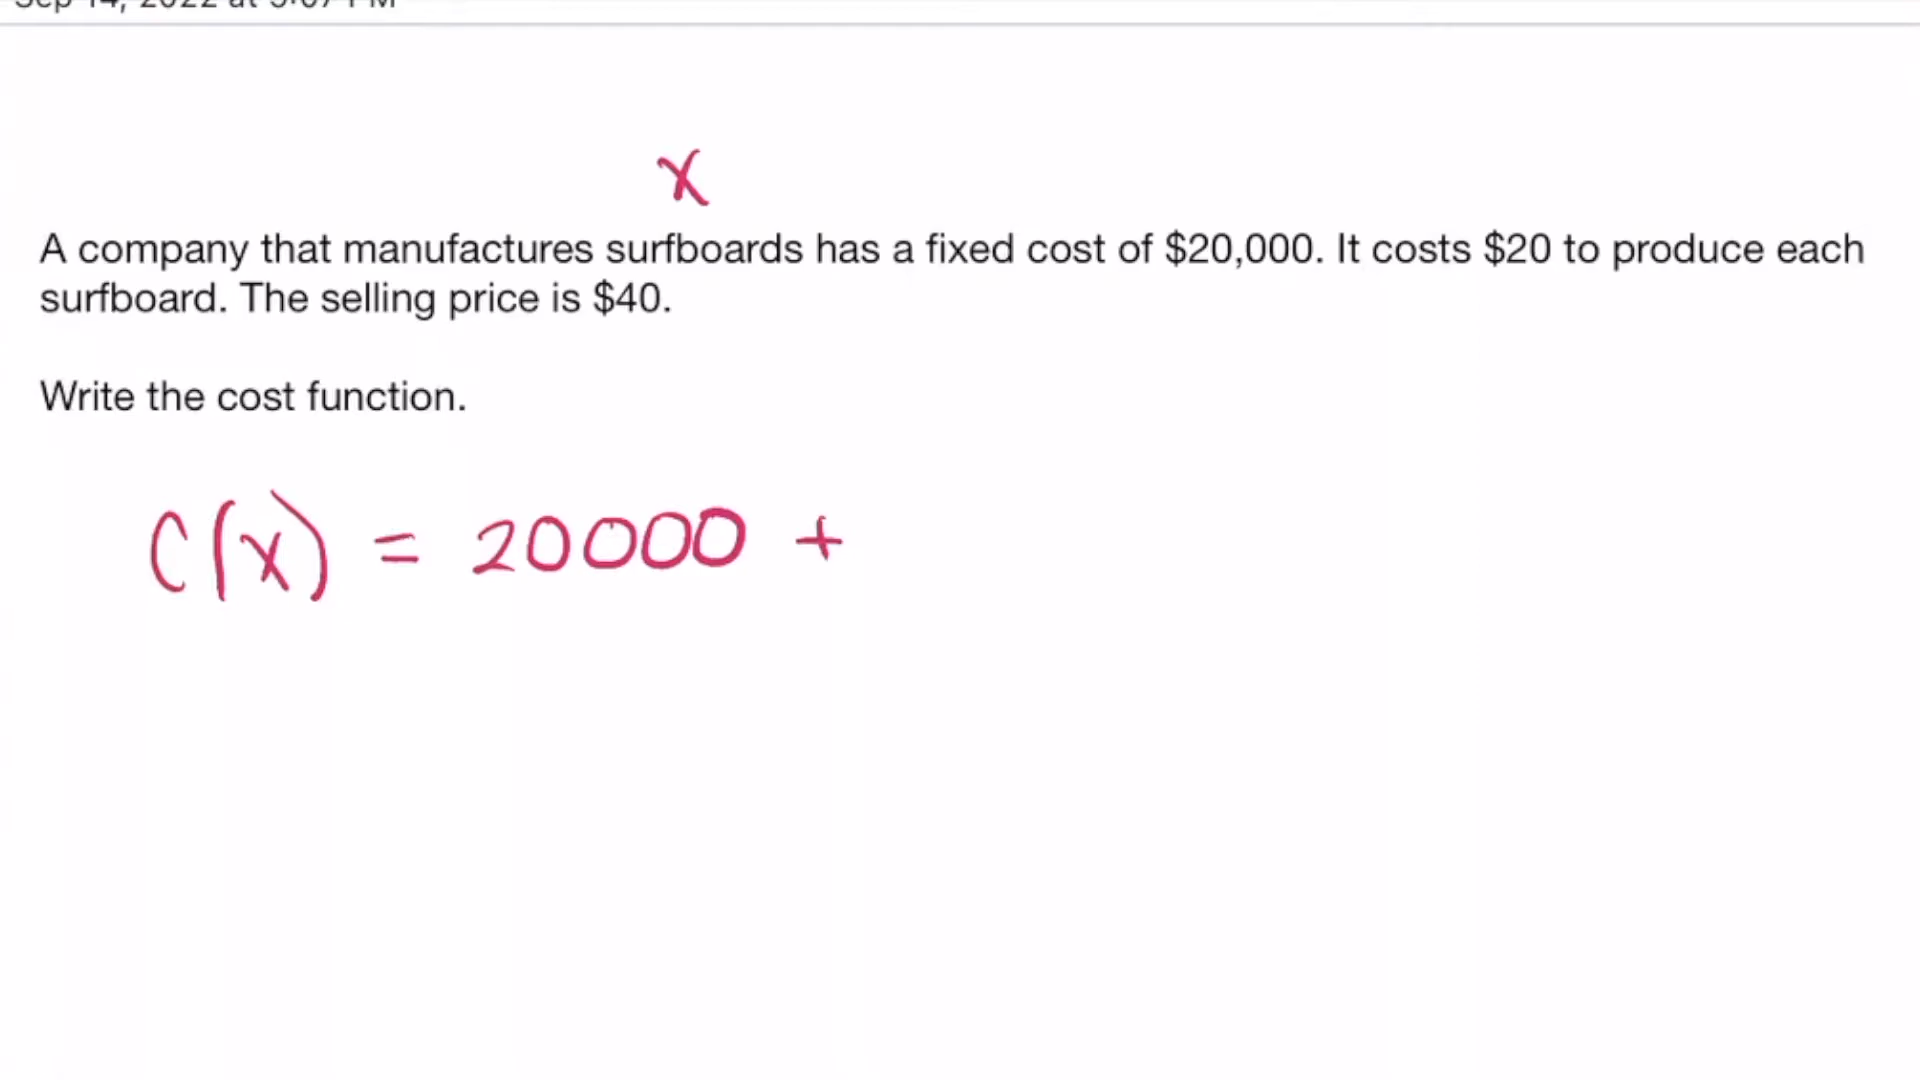 x
A company that manufactures surfboards has a fixed cost of $20,000. It costs $20 to produce each
surfboard. The selling price is $40.
Write the cost function.
C(x) = 20000 +